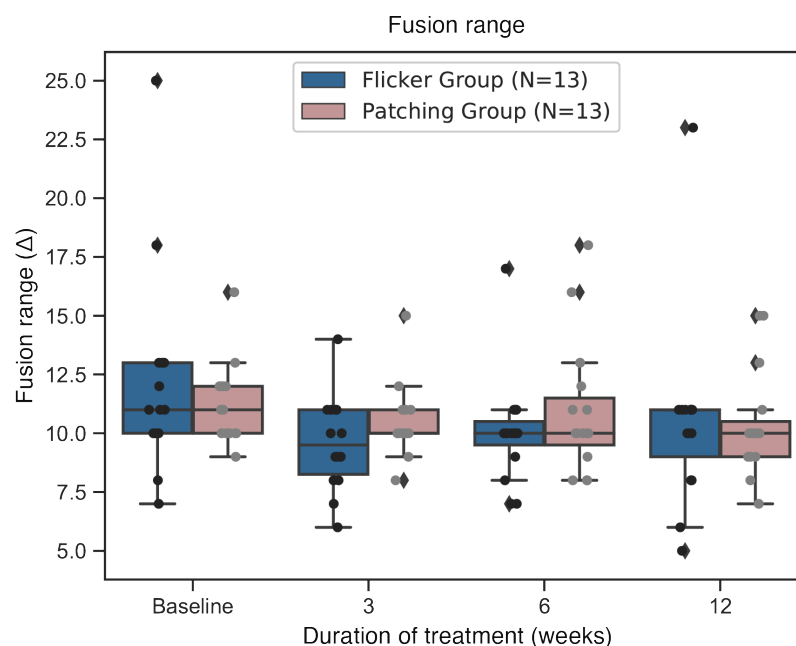 Fusion range
Flicker Group (N=13)
Patching Group (N=13)
Fusion range (Δ)
25.0
22.5
20.0
17.5
15.0
12.5
10.0
7.5
5.0
Baseline 3 6 12
Duration of treatment (weeks)